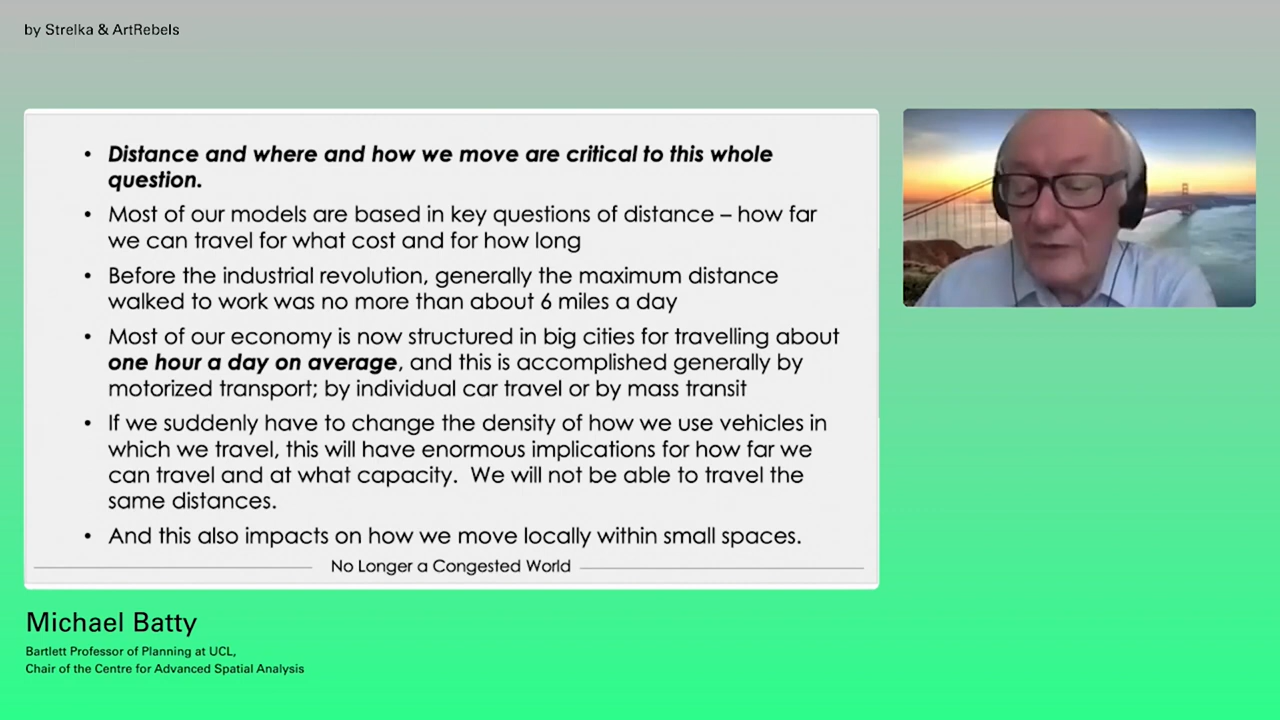 by Strelka & ArtRebels
• Distance and where and how we move are critical to this whole
question.
• Most of our models are based in key questions of distance – how far
we can travel for what cost and for how long
• Before the industrial revolution, generally the maximum distance
walked to work was no more than about 6 miles a day
• Most of our economy is now structured in big cities for travelling about
one hour a day on average, and this is accomplished generally by
motorized transport; by individual car travel or by mass transit
• If we suddenly have to change the density of how we use vehicles in
which we travel, this will have enormous implications for how far we
can travel and at what capacity.  We will not be able to travel the
same distances.
• And this also impacts on how we move locally within small spaces.
No Longer a Congested World
Michael Batty
Bartlett Professor of Planning at UCL,
Chair of the Centre for Advanced Spatial Analysis